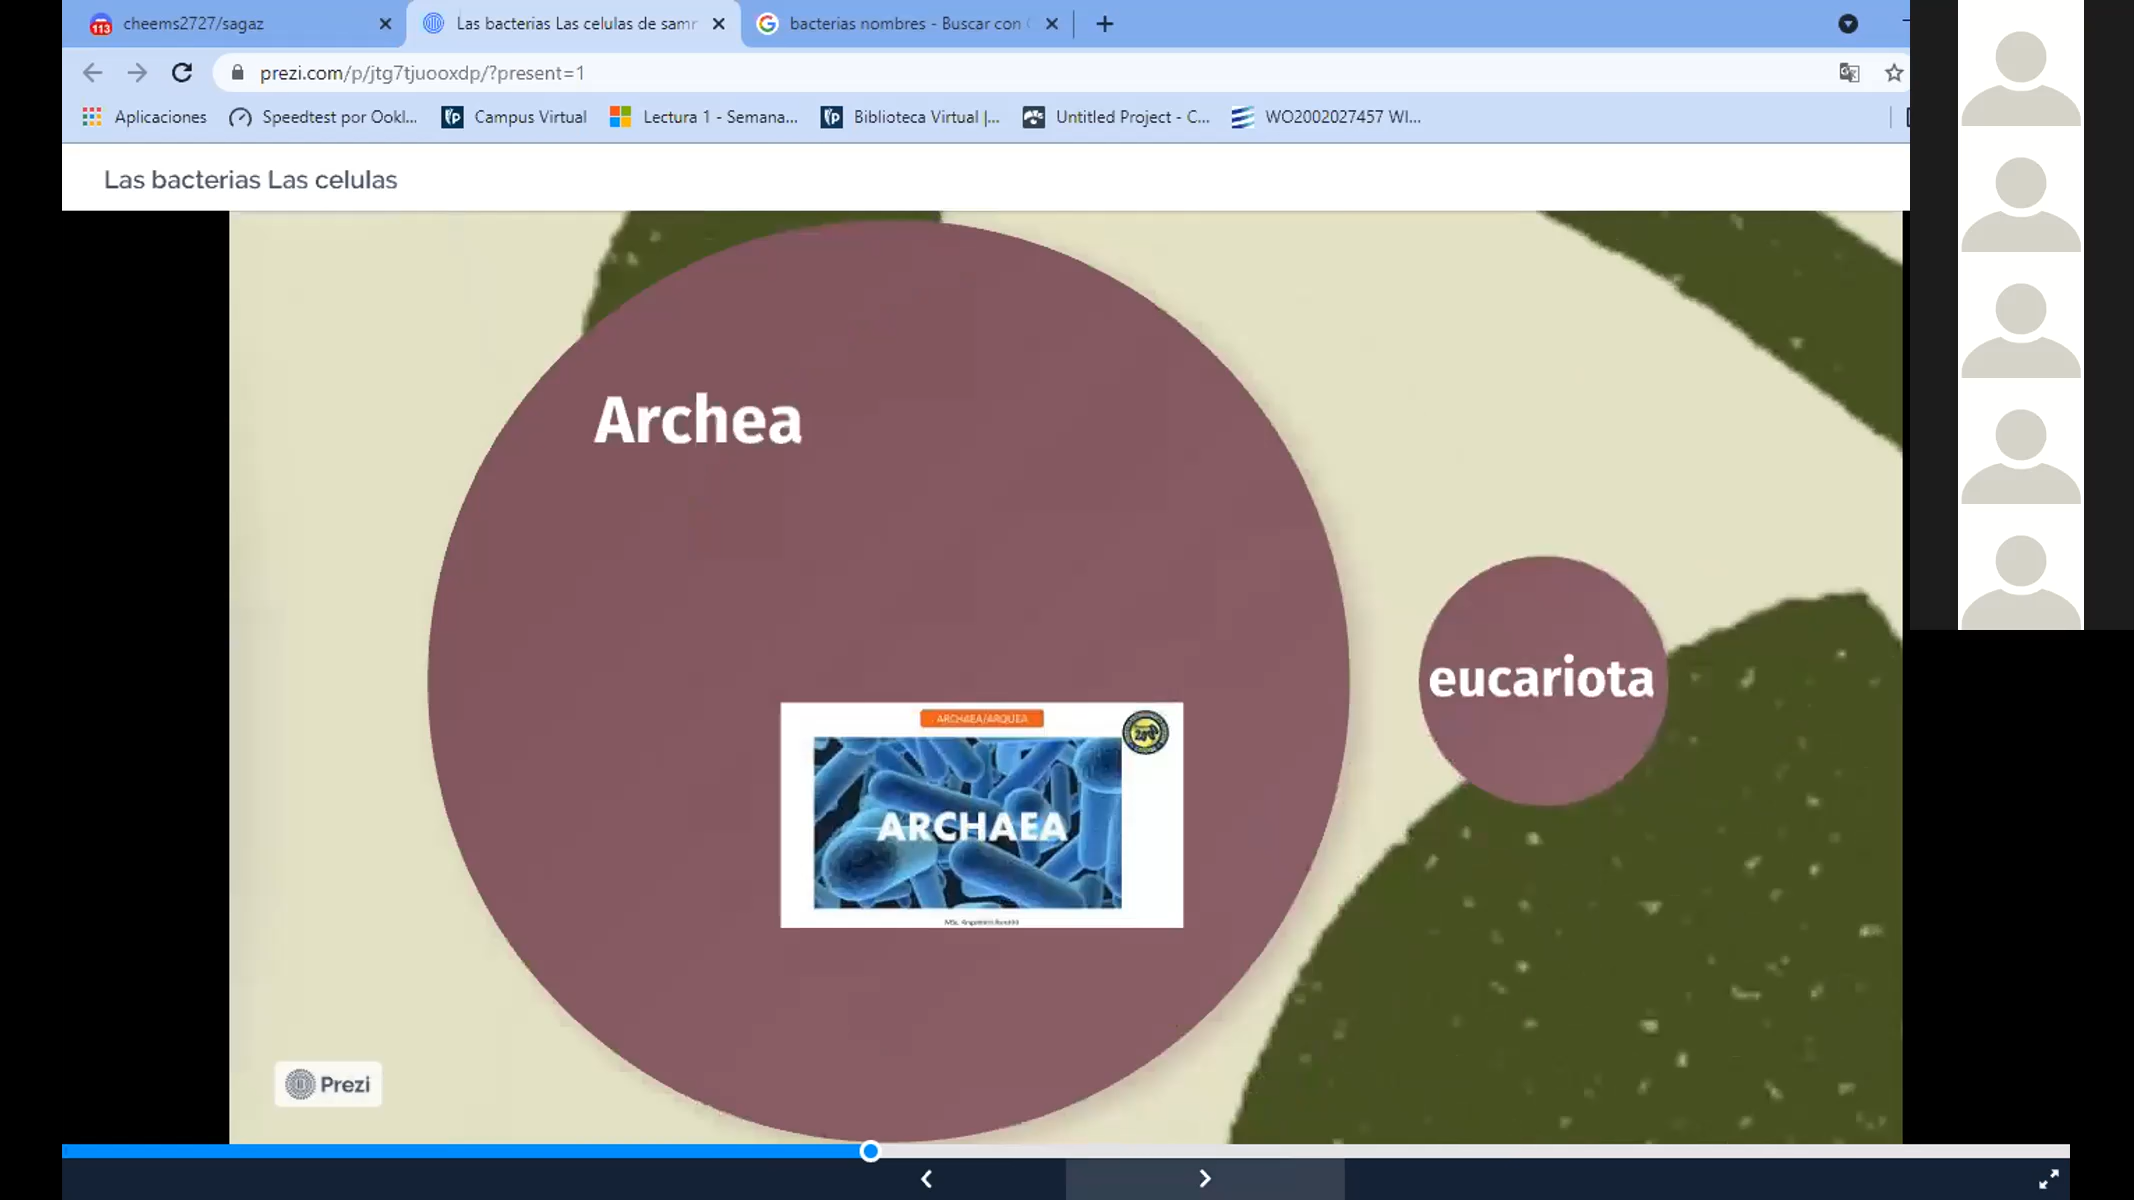 113
cheems2727/sagaz
Las bacterias Las celulas de samr
bacterias nombres - Buscar con
prezi.com/p/jtg7tjuooxdp/?present=1
Aplicaciones
Speedtest por Ookl...
Campus Virtual
Lectura 1 - Semana...
Biblioteca Virtual |...
Untitled Project - C...
WO2002027457 WI...
Las bacterias Las celulas
Archea
eucariota
ARCHAEA/ARQUEA
ARCHAEA
Prezi